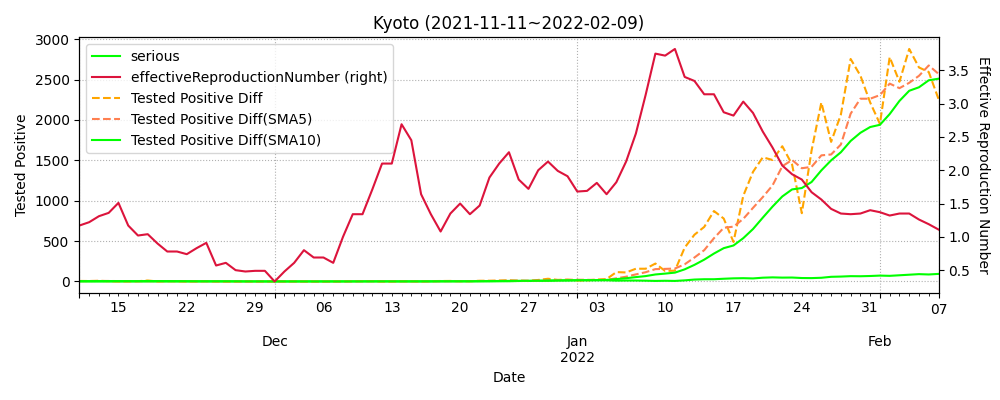 Kyoto (2021-11-11~2022-02-09)
serious
effectiveReproductionNumber (right)
Tested Positive Diff
Tested Positive Diff(SMA5)
Tested Positive Diff(SMA10)
Tested Positive
3000
2500
2000
1500
1000
500
0
3.5
3.0
2.5
2.0
1.5
1.0
0.5
Effective Reproduction Number
15 22 29 06 13 20 27 03 10 17 24 31 07
Dec Jan Feb
2022
Date